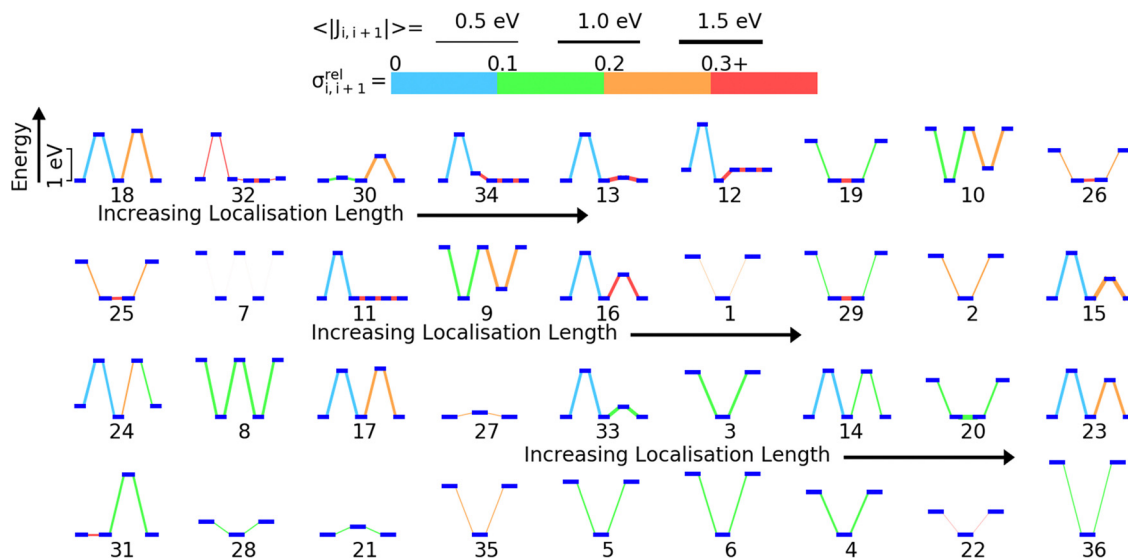 <|J i, i + 1|>= 0.5 eV 1.0 eV 1.5 eV
0 0.1 0.2 0.3+
σ rel i, i + 1 =
Energy
1 eV
18 32 30 34 13 12 19 10 26
Increasing Localisation Length
25 7 11 9 16 1 29 2 15
Increasing Localisation Length
24 8 17 27 33 3 14 20 23
Increasing Localisation Length
31 28 21 35 5 6 4 22 36